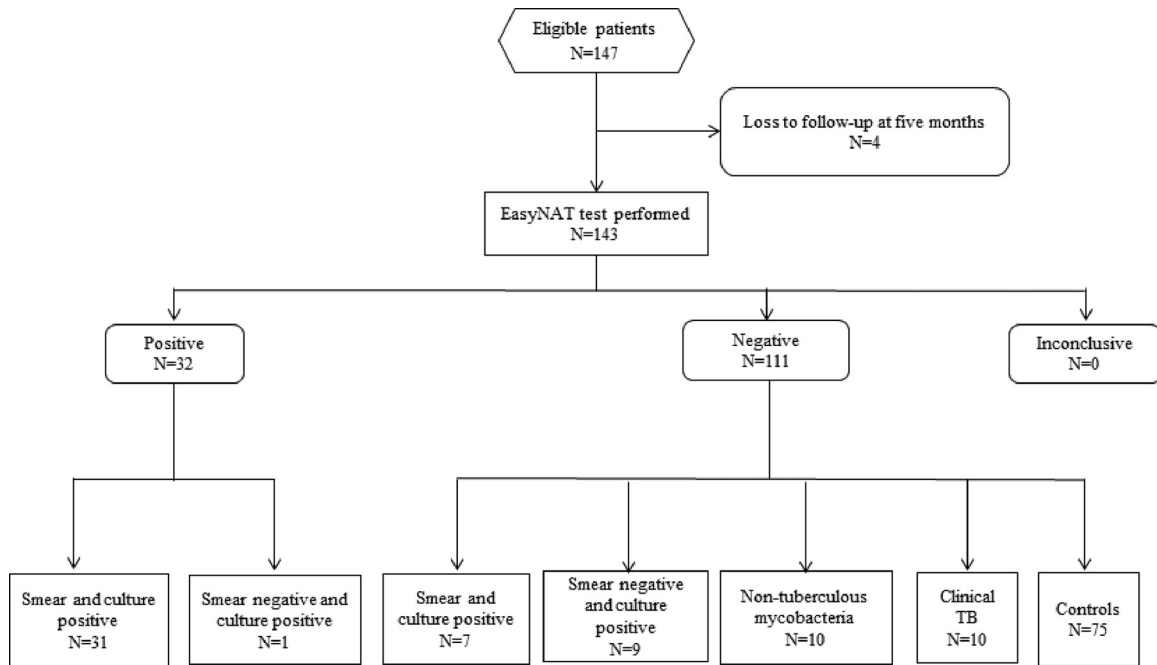 Eligible patients
N=147
Loss to follow-up at five months
N=4
EasyNAT test performed
N=143
Positive
N=32
Negative
N=111
Inconclusive
N=0
Smear and culture
positive
N=31
Smear negative and
culture positive
N=1
Smear and
culture positive
N=7
Smear negative
and culture
positive
N=9
Non-tuberculous
mycobacteria
N=10
Clinical
TB
N=10
Controls
N=75